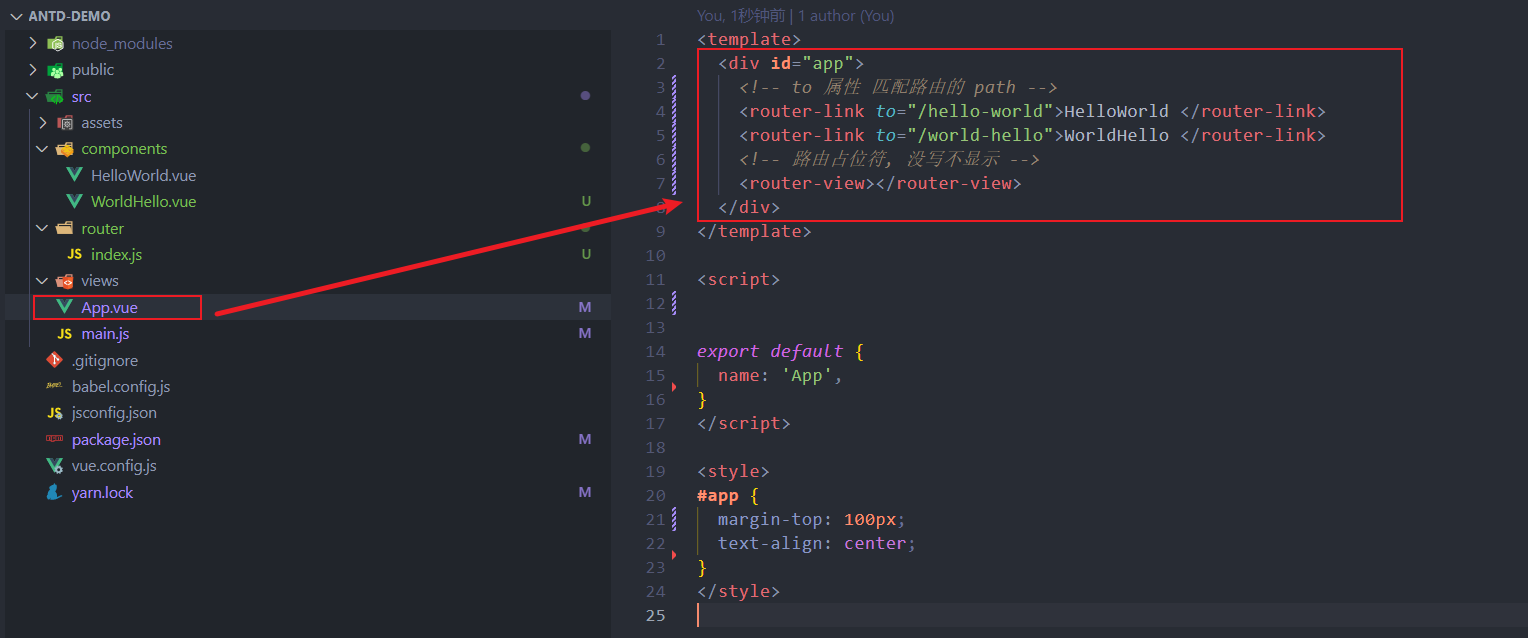 ANTD-DEMO
node_modules
public
src
assets
components
HelloWorld.vue
WorldHello.vue U
router
JS index.js U
views
App.vue M
JS main.js M
.gitignore
babel.config.js
JS jsconfig.json
package.json M
vue.config.js
yarn.lock M
You, 1秒钟前 | 1 author (You)
1 <template>
2 <div id="app">
3 <!-- to 属性 匹配路由的 path -->
4 <router-link to="/hello-world">HelloWorld </router-link>
5 <router-link to="/world-hello">WorldHello </router-link>
6 <!-- 路由占位符, 没写不显示 -->
7 <router-view></router-view>
8 </div>
9 </template>
10
11 <script>
12
13
14 export default {
15 name: 'App',
16 }
17 </script>
18
19 <style>
20 #app {
21 margin-top: 100px;
22 text-align: center;
23 }
24 </style>
25